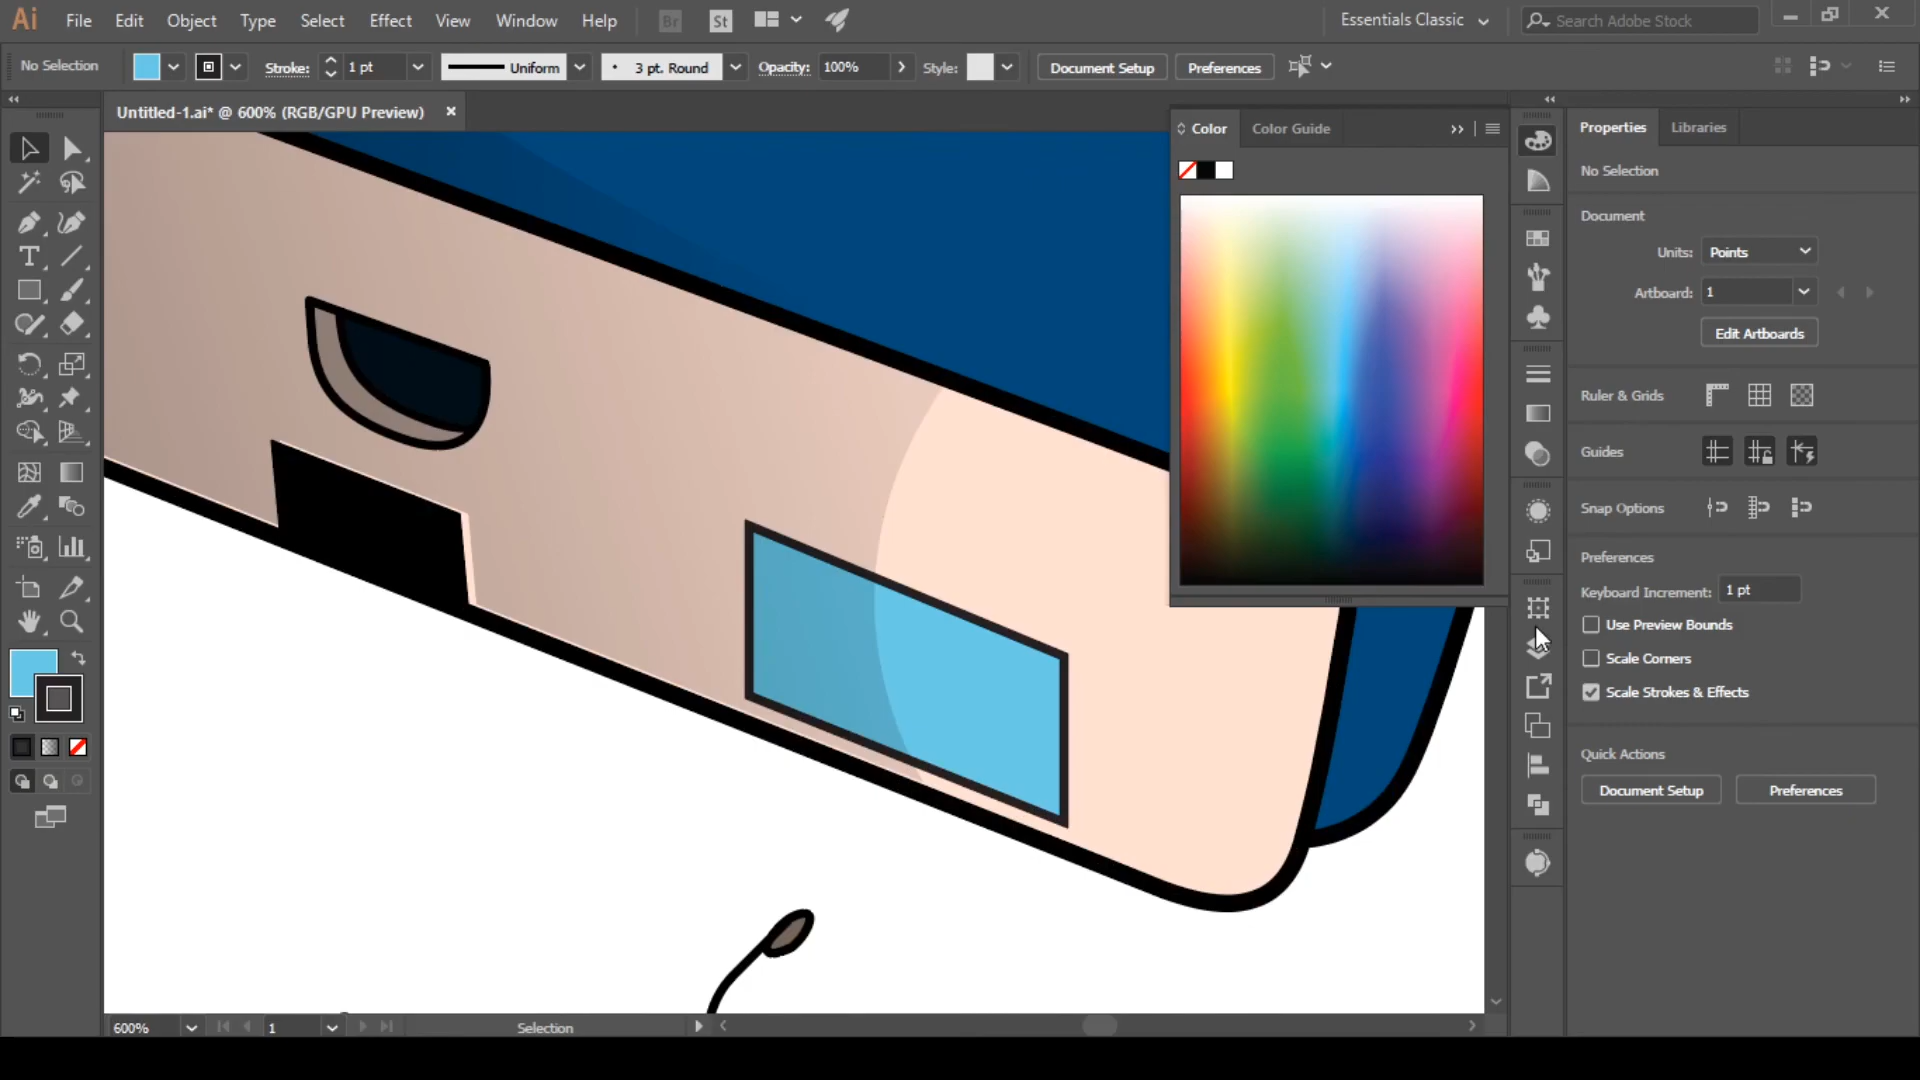 Ai File Edit Object Type Select Effect View Window Help Br St Essentials Classic Search Adobe Stock
No Selection Stroke: 1 pt Uniform 3 pt. Round Opacity: 100% Style: Document Setup Preferences
Untitled-1.ai* @ 600% (RGB/GPU Preview)
Color Color Guide
Properties Libraries
No Selection
Document
Units: Points
Artboard: 1
Edit Artboards
Ruler & Grids
Guides
Snap Options
Preferences
Keyboard Increment: 1 pt
Use Preview Bounds
Scale Corners
Scale Strokes & Effects
Quick Actions
Document Setup Preferences
600% 1 Selection